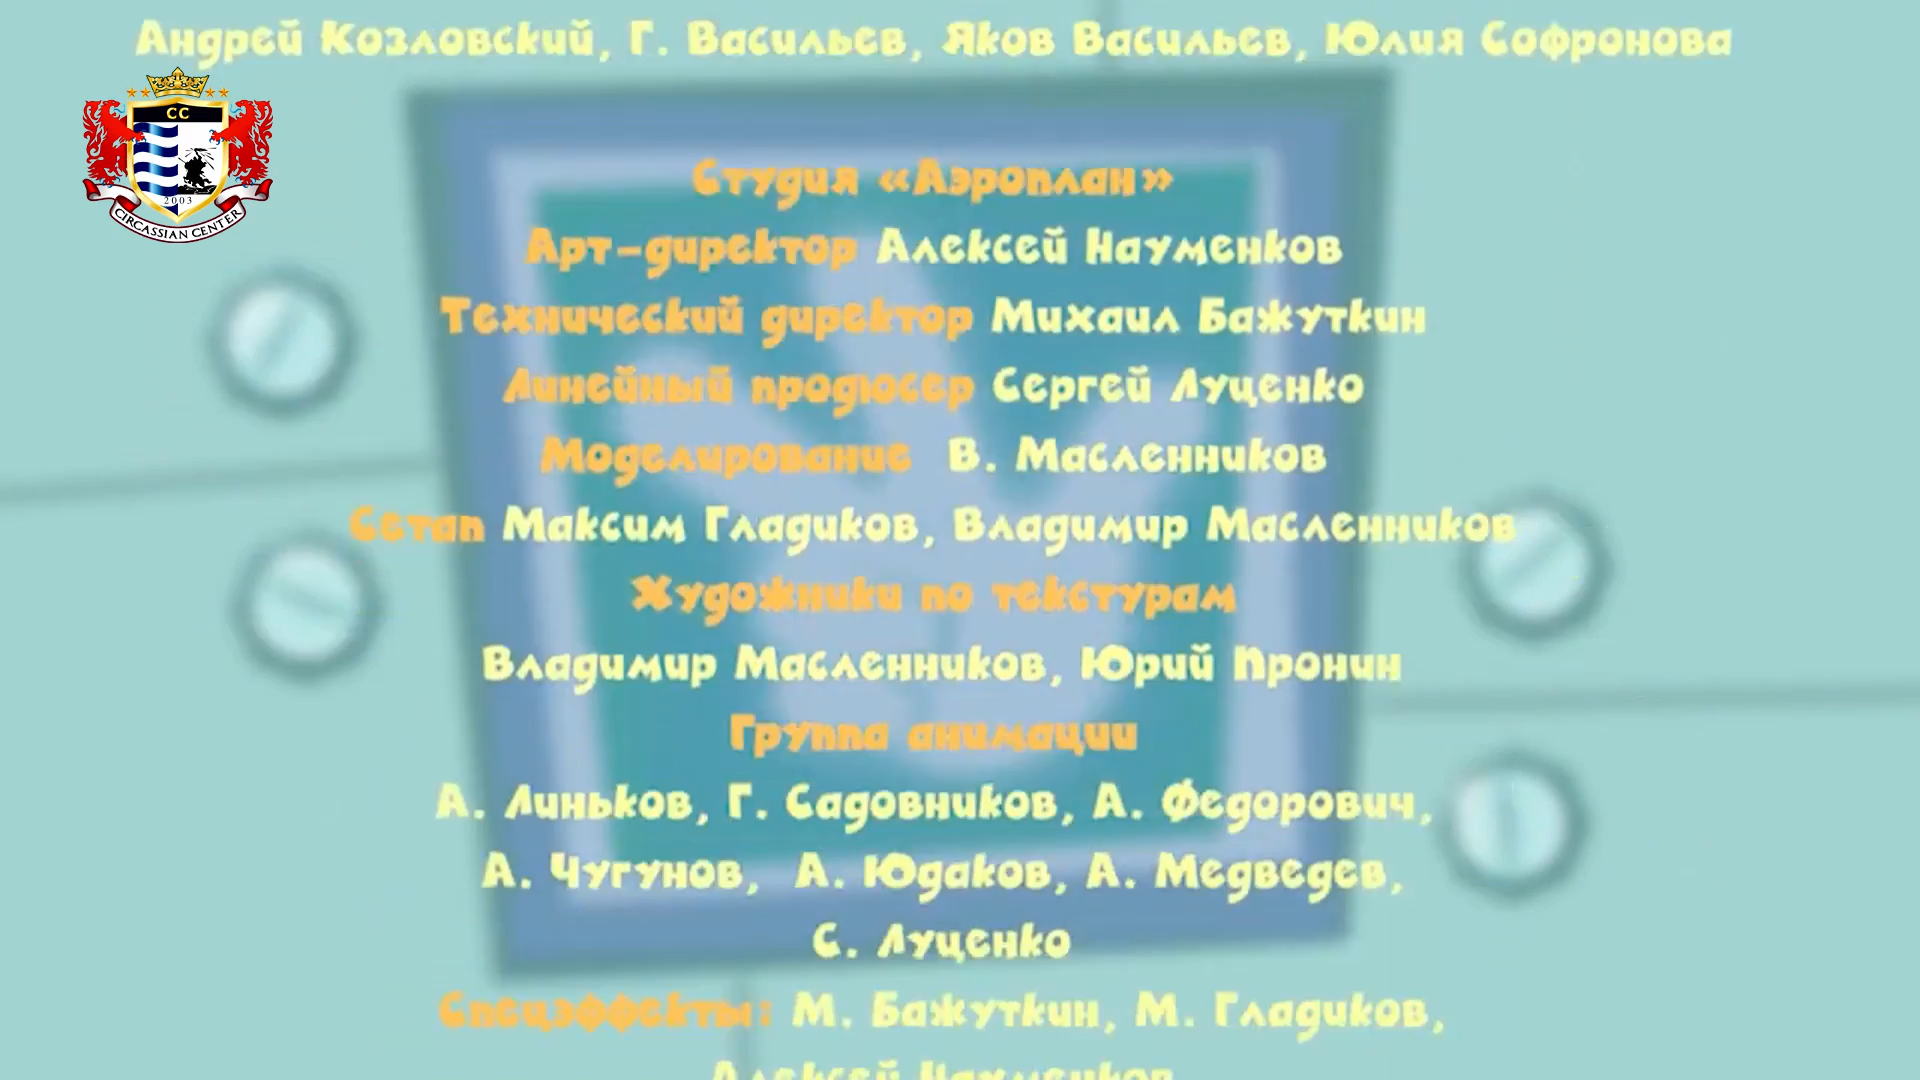 Андрей Козловский, Г. Васильев, Яков Васильев, Юлия Софронова
CC
2003
CIRCASSIAN CENTER
Студия «Аэроплан»
Арт-директор Алексей Науменков
Технический директор Михаил Бажуткин
Линейный продюсер Сергей Луценко
Моделирование В. Масленников
Сетап Максим Гладиков, Владимир Масленников
Художники по текстурам
Владимир Масленников, Юрий Пронин
Группа анимации
А. Линьков, Г. Садовников, А. Федорович,
А. Чугунов, А. Юдаков, А. Медведев,
С. Луценко
Спецэффекты: М. Бажуткин, М. Гладиков,
Алексей Науменков